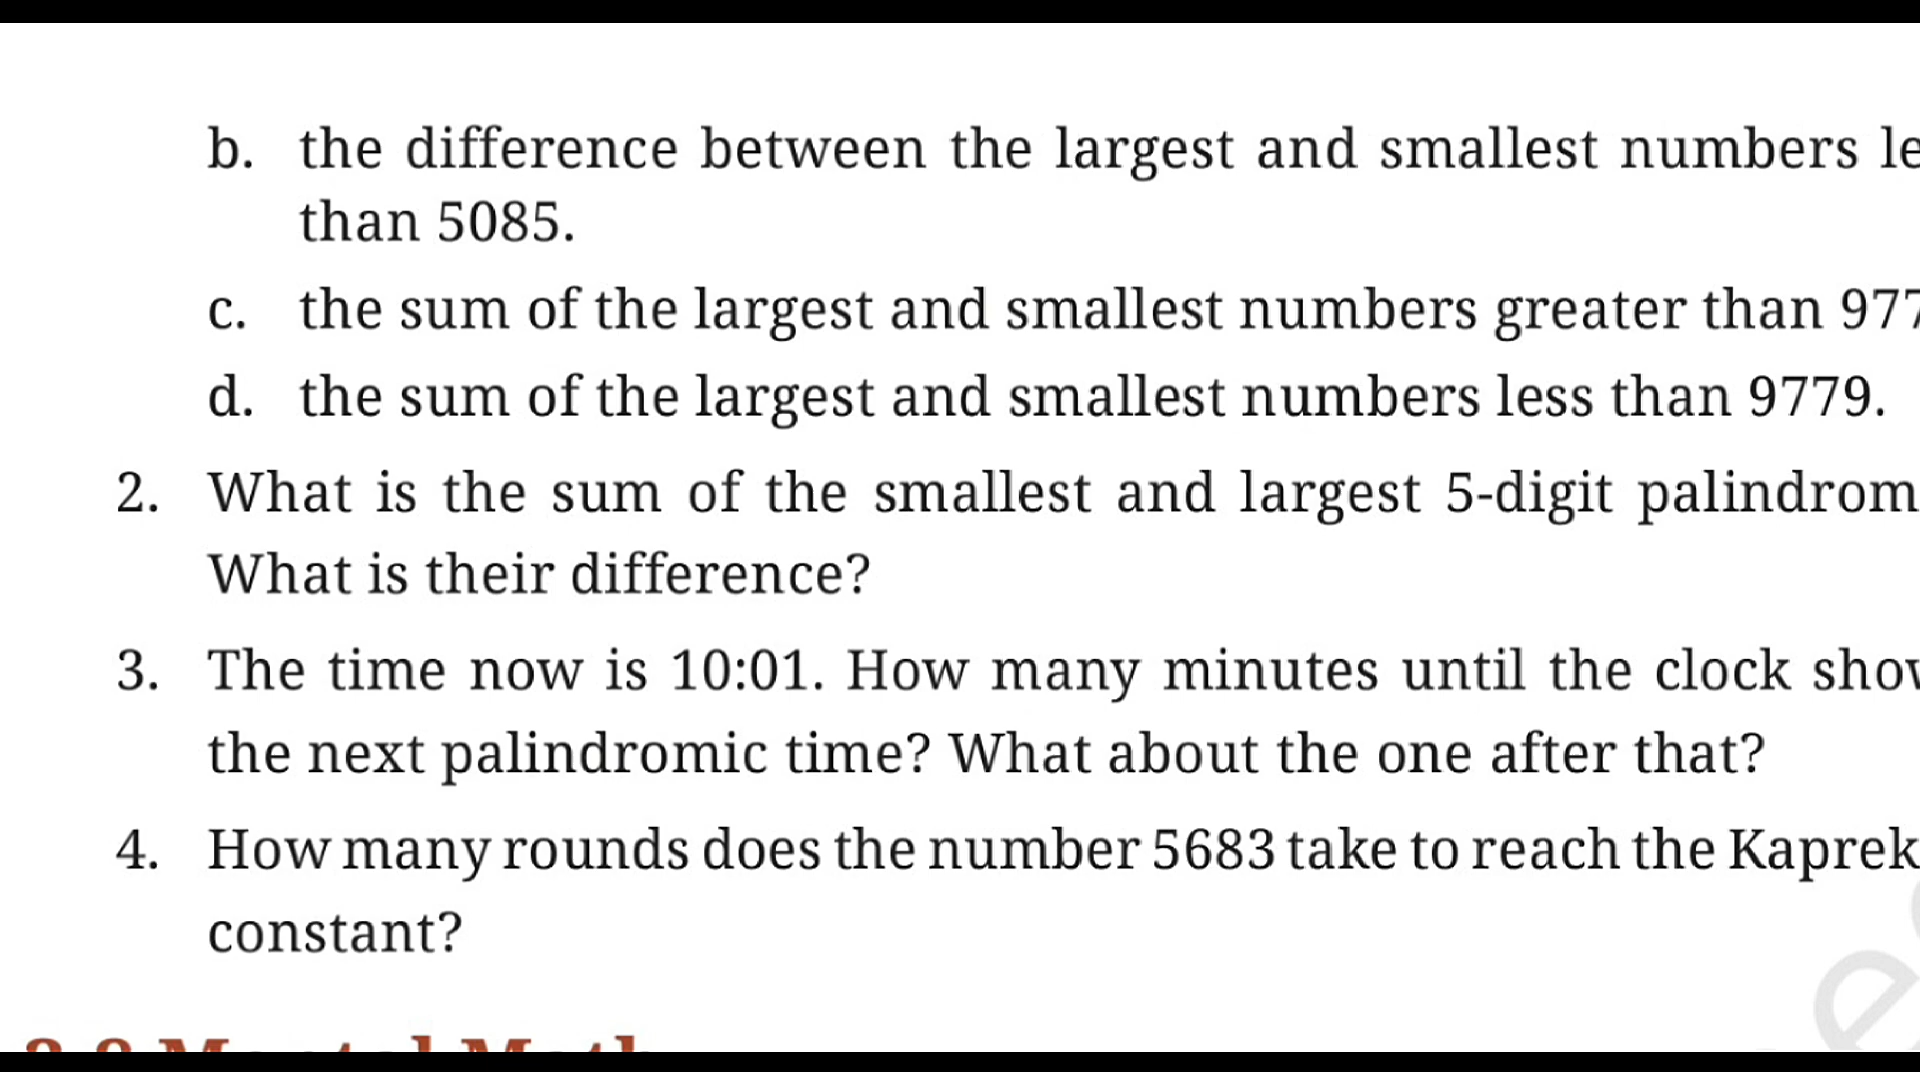 b. the difference between the largest and smallest numbers le
than 5085.
c. the sum of the largest and smallest numbers greater than 977
d. the sum of the largest and smallest numbers less than 9779.
2. What is the sum of the smallest and largest 5-digit palindrom
What is their difference?
3. The time now is 10:01. How many minutes until the clock show
the next palindromic time? What about the one after that?
4. How many rounds does the number 5683 take to reach the Kaprek
constant?